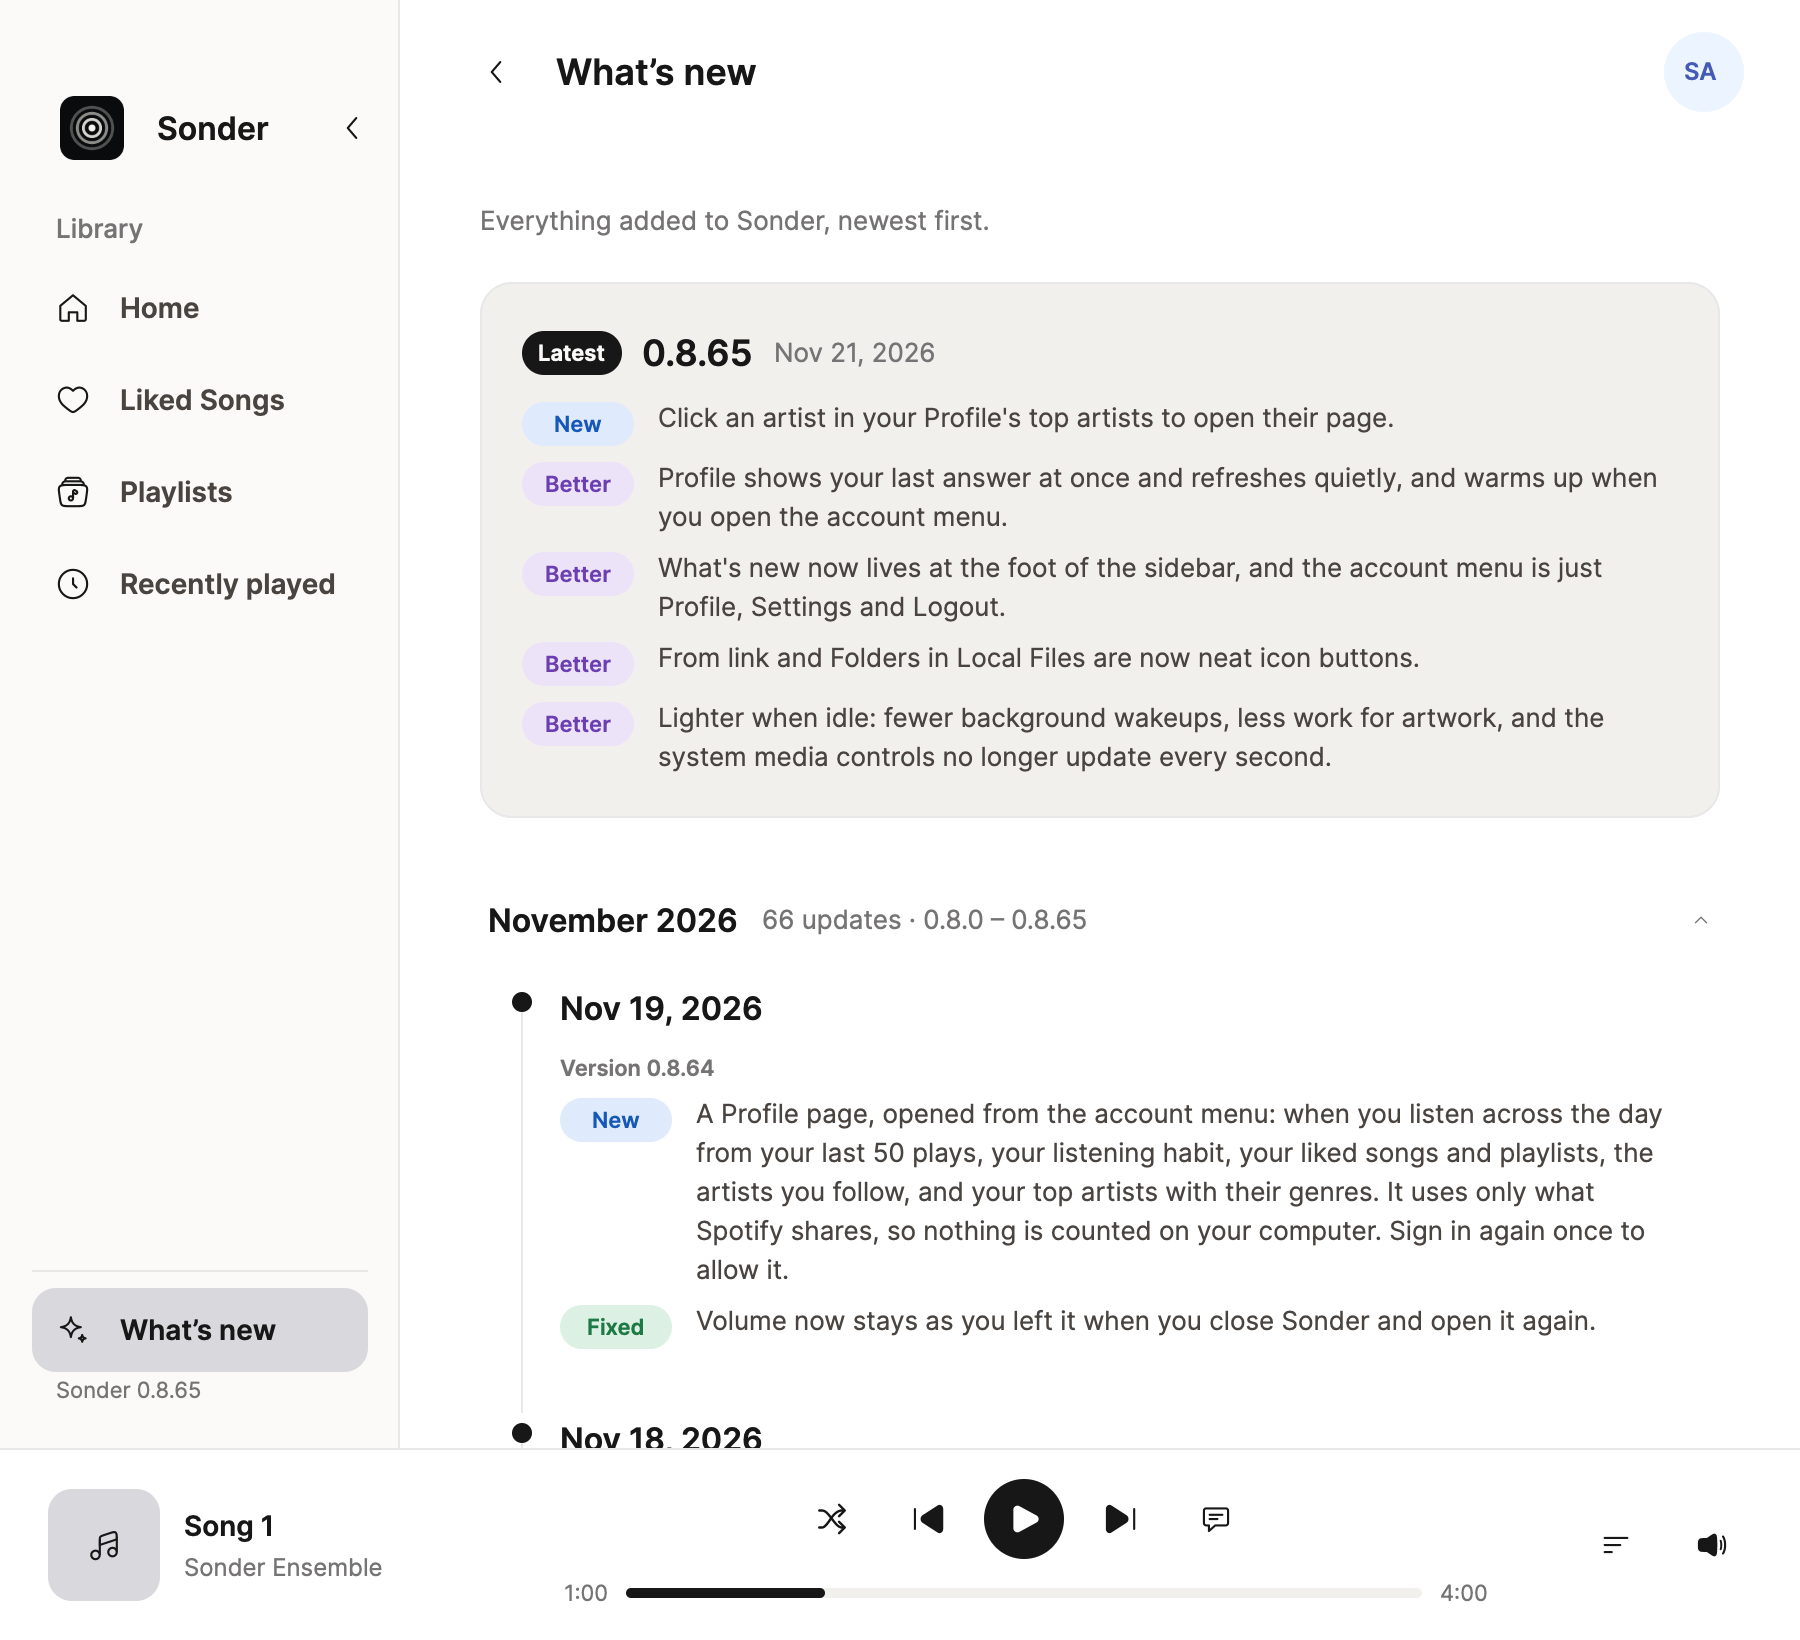 Sonder
Library
Home
Liked Songs
Playlists
Recently played
What’s new
Sonder 0.8.65
What’s new
SA
Everything added to Sonder, newest first.
Latest 0.8.65 Nov 21, 2026
New Click an artist in your Profile's top artists to open their page.
Better Profile shows your last answer at once and refreshes quietly, and warms up when
you open the account menu.
Better What's new now lives at the foot of the sidebar, and the account menu is just
Profile, Settings and Logout.
Better From link and Folders in Local Files are now neat icon buttons.
Better Lighter when idle: fewer background wakeups, less work for artwork, and the
system media controls no longer update every second.
November 2026 66 updates · 0.8.0 – 0.8.65
Nov 19, 2026
Version 0.8.64
New A Profile page, opened from the account menu: when you listen across the day
from your last 50 plays, your listening habit, your liked songs and playlists, the
artists you follow, and your top artists with their genres. It uses only what
Spotify shares, so nothing is counted on your computer. Sign in again once to
allow it.
Fixed Volume now stays as you left it when you close Sonder and open it again.
Nov 18, 2026
Song 1
Sonder Ensemble
1:00
4:00